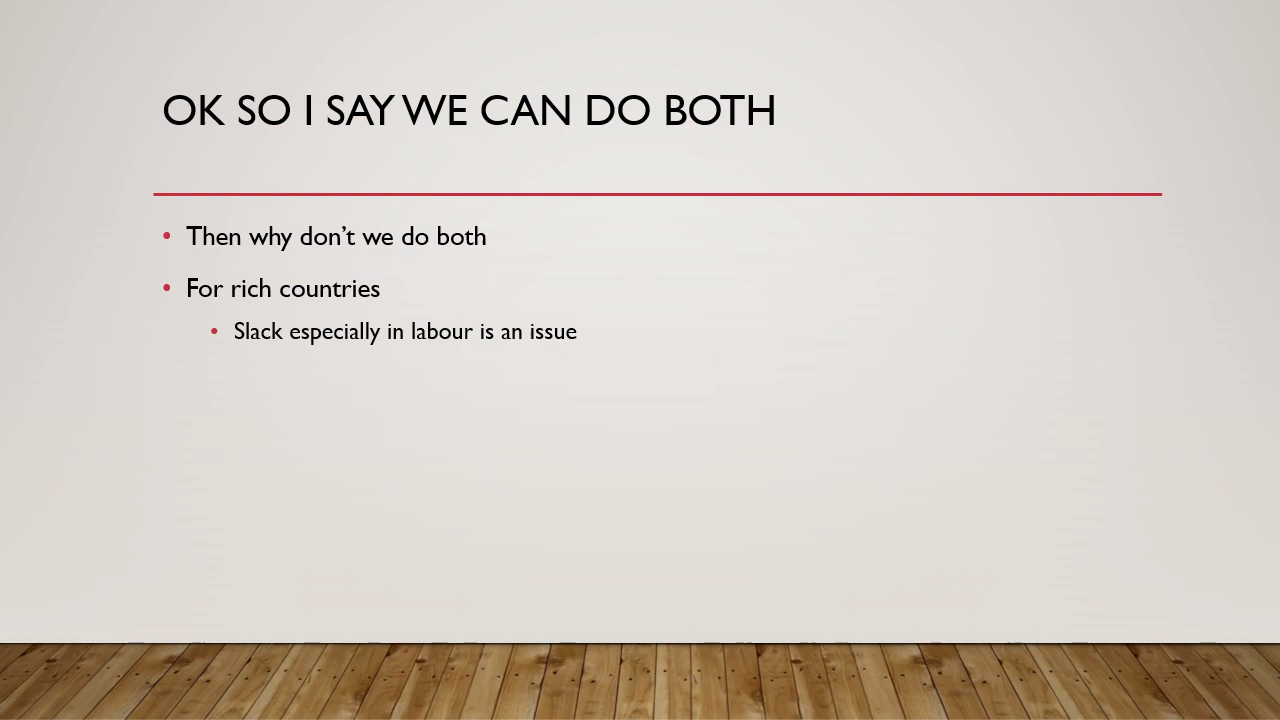 OK SO I SAY WE CAN DO BOTH
• Then why don’t we do both
• For rich countries
• Slack especially in labour is an issue